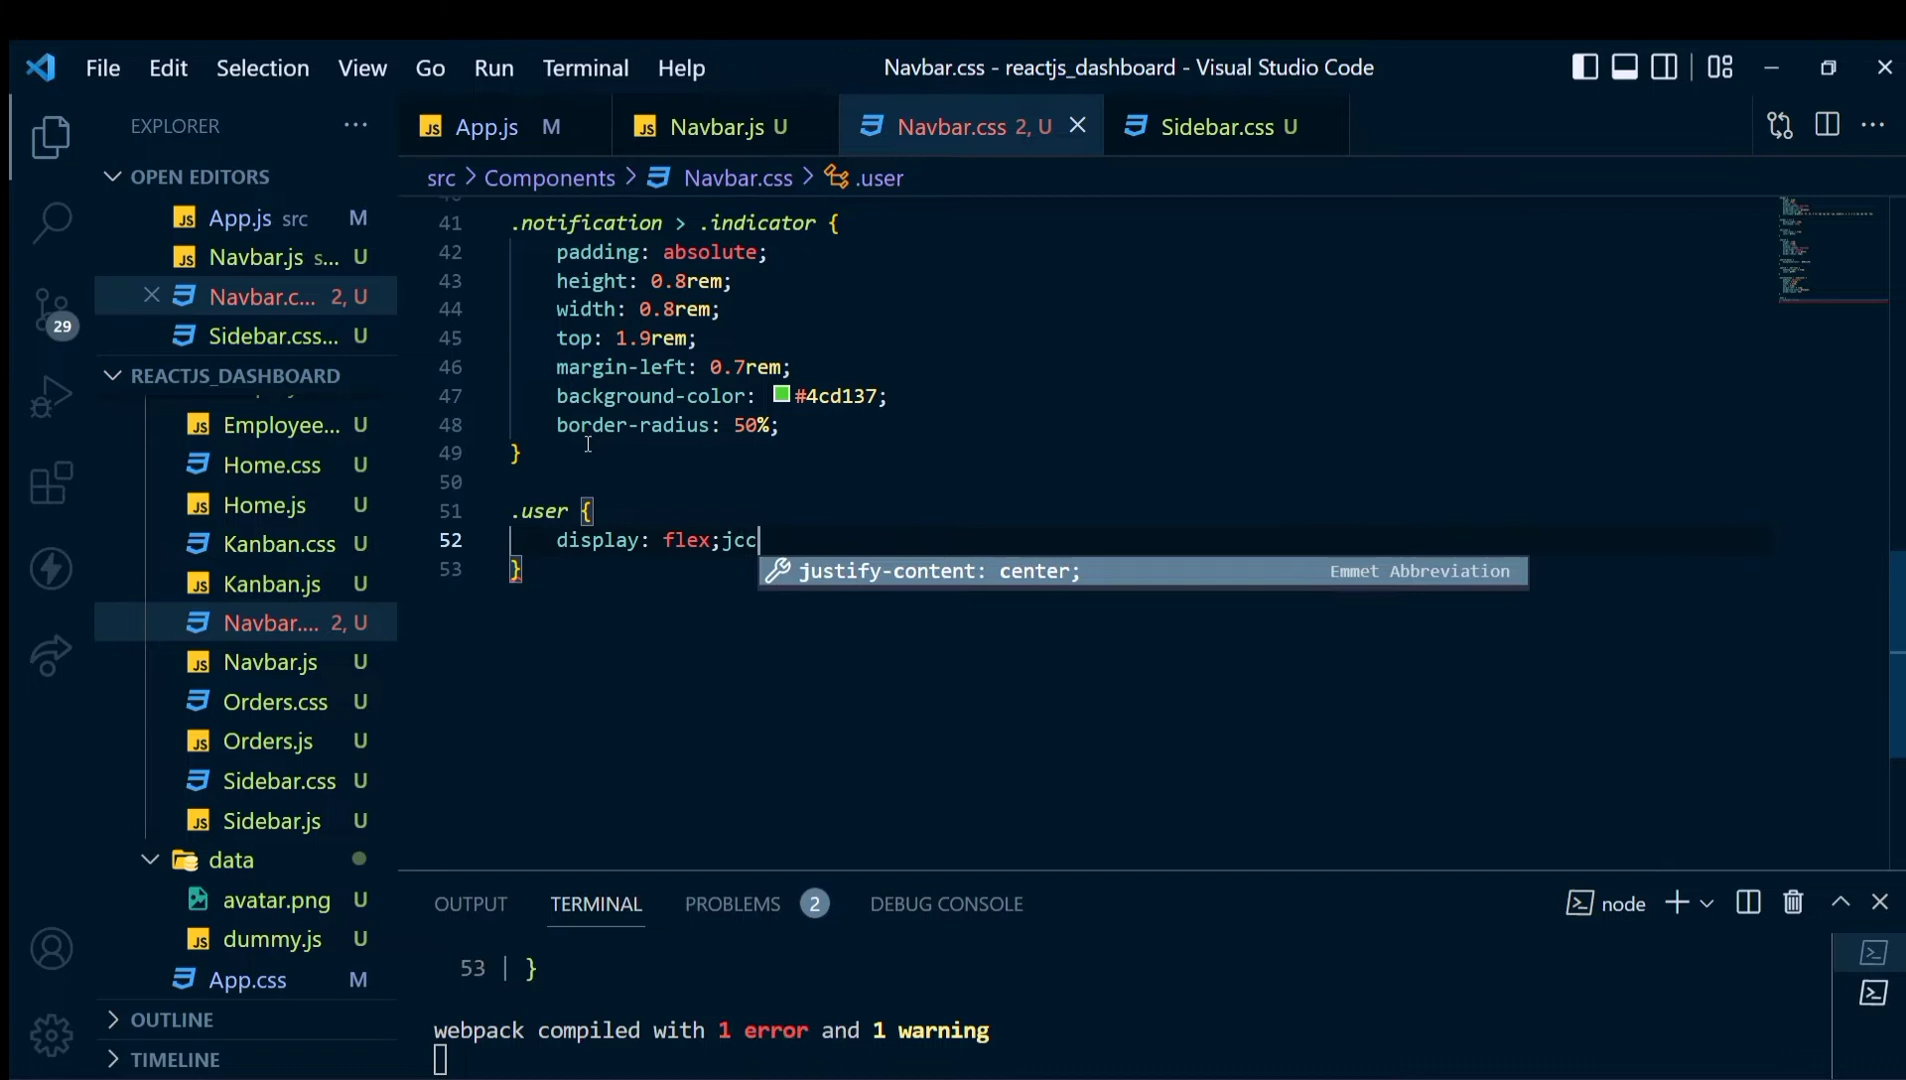 File Edit Selection View Go Run Terminal Help Navbar.css - reactjs_dashboard - Visual Studio Code
EXPLORER ...
App.js M Navbar.js U Navbar.css 2, U Sidebar.css U
OPEN EDITORS
src > Components > Navbar.css > .user
App.js src M
Navbar.js s... U
Navbar.c... 2, U
Sidebar.css... U
29
REACTJS_DASHBOARD
Employee... U
Home.css U
Home.js U
Kanban.css U
Kanban.js U
Navbar.... 2, U
Navbar.js U
Orders.css U
Orders.js U
Sidebar.css U
Sidebar.js U
data
avatar.png U
dummy.js U
App.css M
OUTLINE
TIMELINE
41 .notification > .indicator {
42 padding: absolute;
43 height: 0.8rem;
44 width: 0.8rem;
45 top: 1.9rem;
46 margin-left: 0.7rem;
47 background-color: #4cd137;
48 border-radius: 50%;
49 }
50
51 .user {
52 display: flex;jcc
justify-content: center; Emmet Abbreviation
53 }
OUTPUT TERMINAL PROBLEMS 2 DEBUG CONSOLE node
53 | }
webpack compiled with 1 error and 1 warning